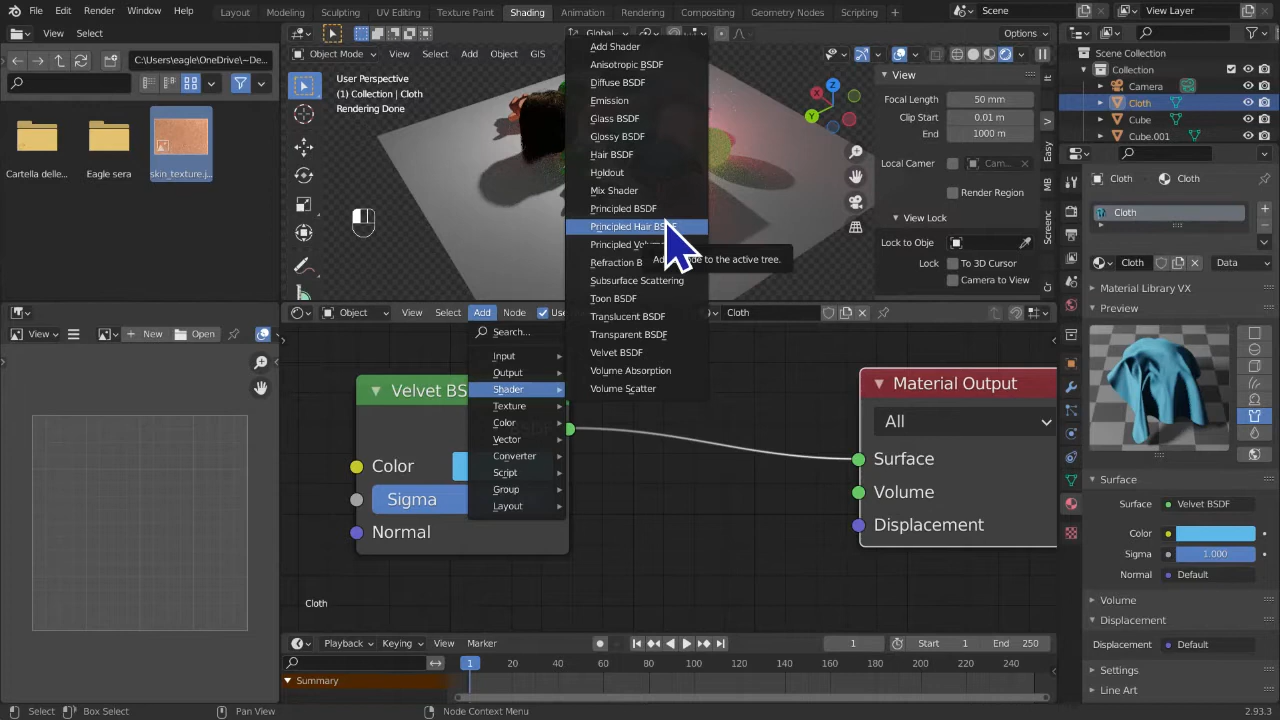 File Edit Render Window Help Layout Modeling Sculpting UV Editing Texture Paint Shading Animation Rendering Compositing Geometry Nodes Scripting + Scene View Layer
View Select Global Options
C:\Users\eagle\OneDrive\~De...
Object Mode View Select Add Object GIS
Cartella delle... Eagle sera skin_texture.j...
User Perspective
(1) Collection | Cloth
Rendering Done
Add Shader
Anisotropic BSDF
Diffuse BSDF
Emission
Glass BSDF
Glossy BSDF
Hair BSDF
Holdout
Mix Shader
Principled BSDF
Principled Hair BSDF
Principled
Refraction B
Subsurface Scattering
Toon BSDF
Translucent BSDF
Transparent BSDF
Velvet BSDF
Volume Absorption
Volume Scatter
node to the active tree.
View
Focal Length 50 mm
Clip Start 0.01 m
End 1000 m
Local Camer Cam...
Render Region
View Lock
Lock to Obje
Lock To 3D Cursor
Camera to View
V
Easy
MB
Screenc
Scene Collection
Collection
Camera
Cloth
Cube
Cube.001
Cloth Cloth
Cloth
Cloth Data
Material Library VX
Preview
Surface
Surface Velvet BSDF
Color
Sigma 1.000
Normal Default
Volume
Displacement
Displacement Default
Settings
Line Art
View New Open
Object View Select Add Node Cloth
Search...
Input
Output
Shader
Texture
Color
Vector
Converter
Script
Group
Layout
Velvet BS
Color
Sigma
Normal
Material Output
All
Surface
Volume
Displacement
Cloth
Playback Keying View Marker 1 Start 1 End 250
1 20 40 60 80 100 120 140 160 180 200 220 240
Summary
Select Box Select Pan View Node Context Menu 2.93.3